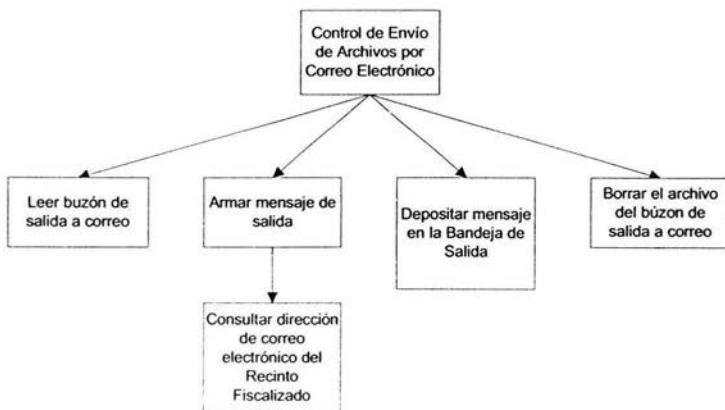 Control de Envío
de Archivos por
Correo Electrónico
Leer buzón de
salida a correo
Armar mensaje de
salida
Depositar mensaje
en la Bandeja de
Salida
Borrar el archivo
del búzon de
salida a correo
Consultar dirección
de correo
electrónico del
Recinto
Fiscalizado